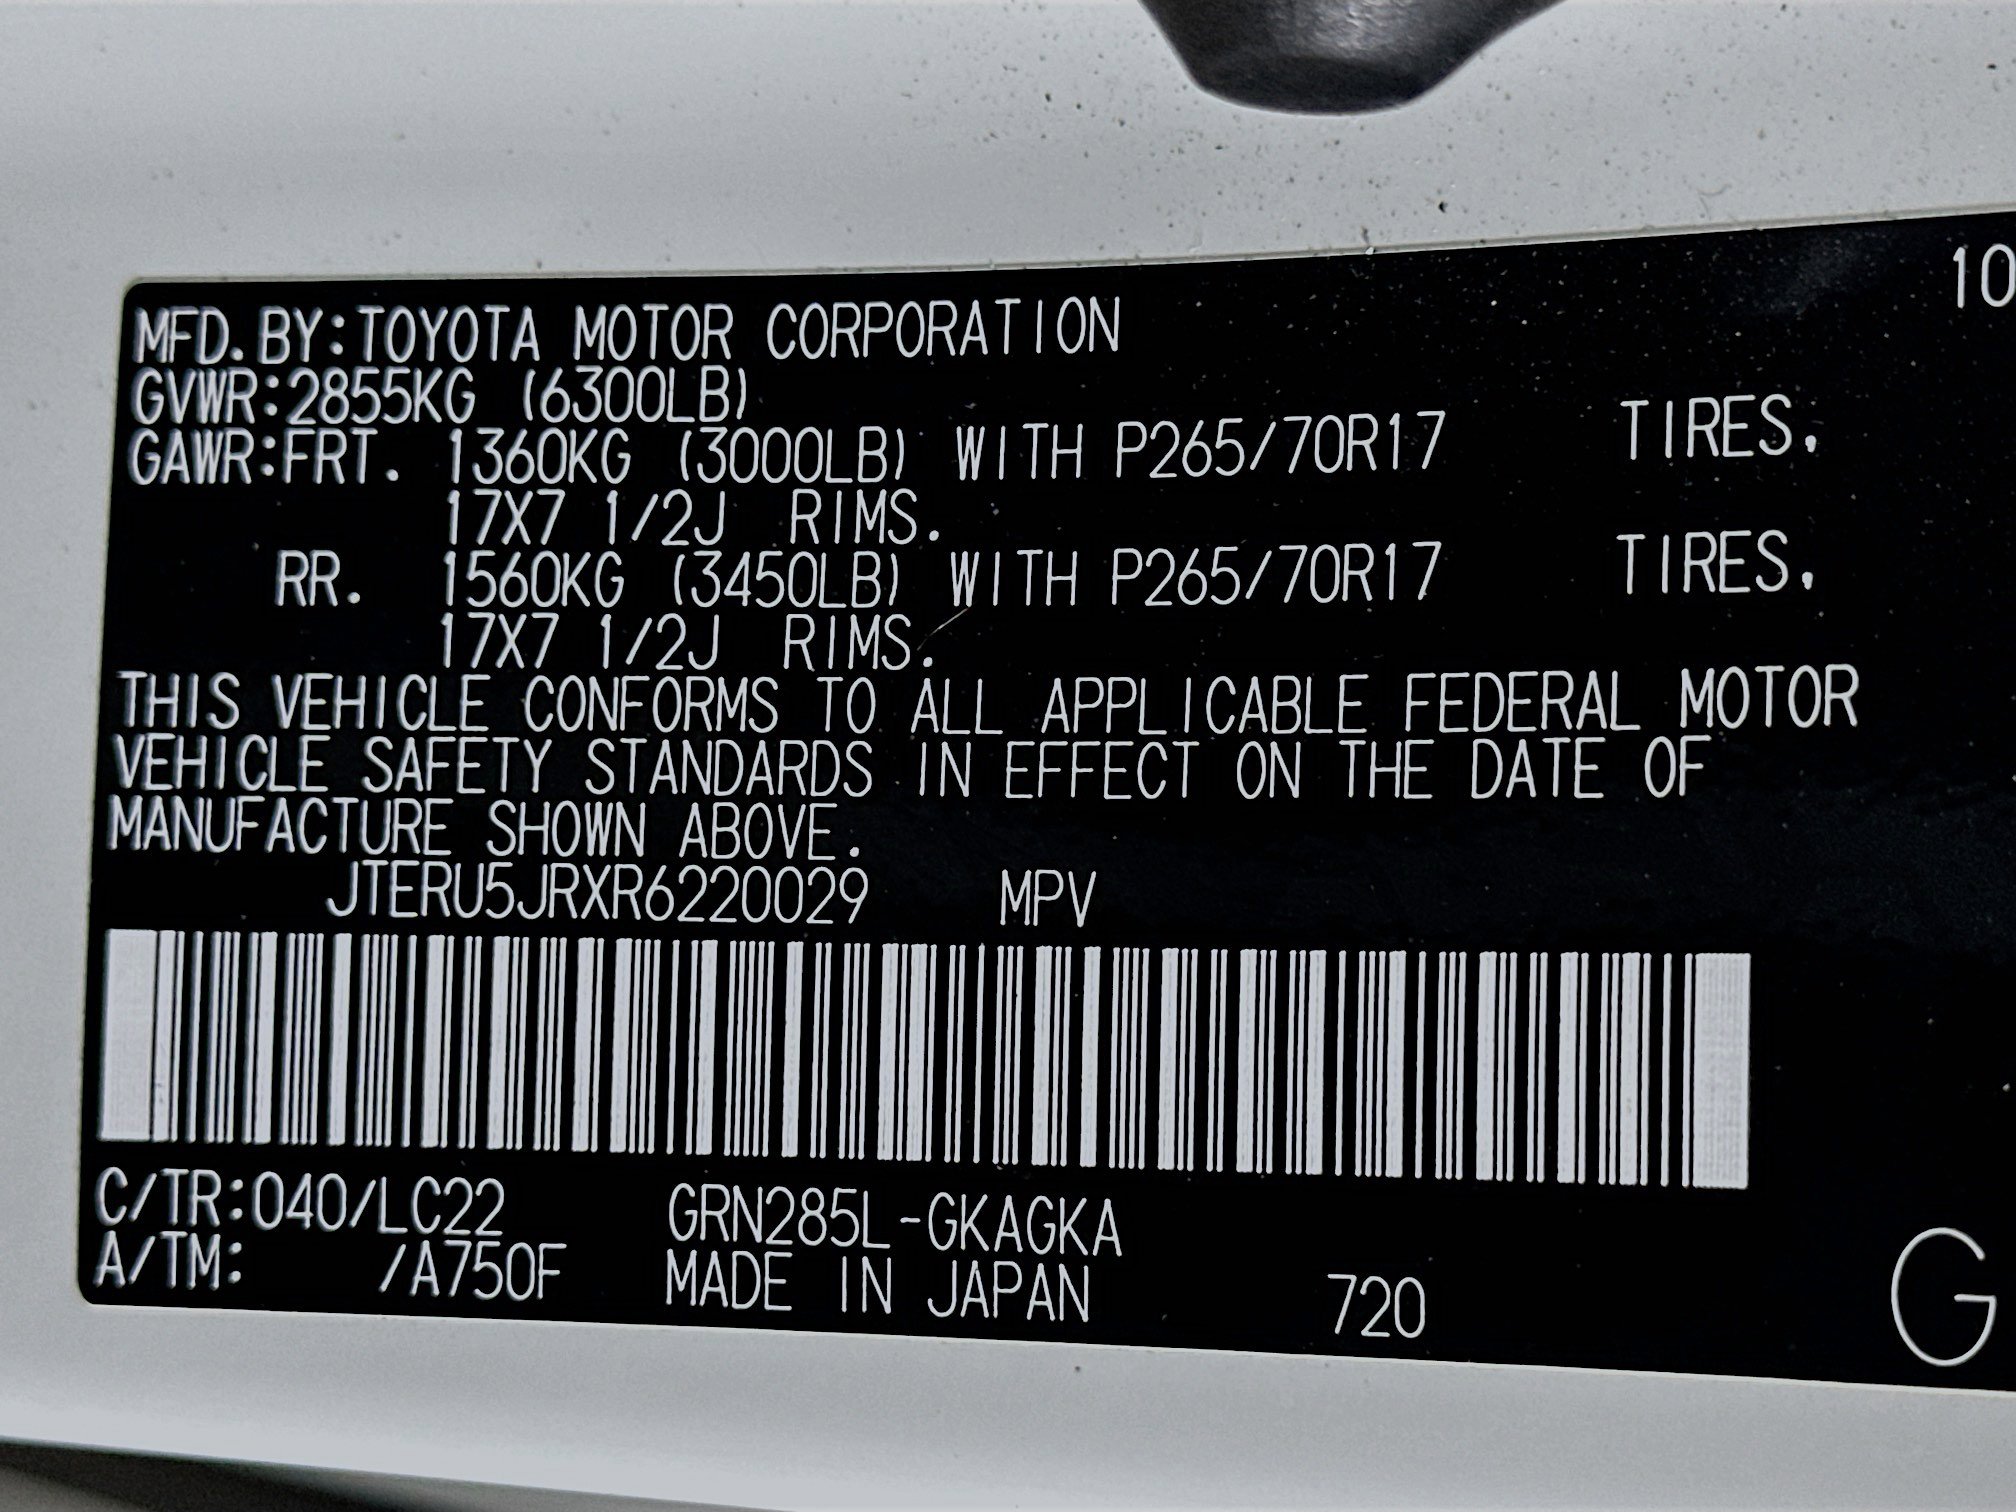 10
MFD.BY:TOYOTA MOTOR CORPORATION
GVWR:2855KG (6300LB)
GAWR:FRT. 1360KG (3000LB) WITH P265/70R17 TIRES,
17X7 1/2J RIMS.
RR. 1560KG (3450LB) WITH P265/70R17 TIRES,
17X7 1/2J RIMS.
THIS VEHICLE CONFORMS TO ALL APPLICABLE FEDERAL MOTOR
VEHICLE SAFETY STANDARDS IN EFFECT ON THE DATE OF
MANUFACTURE SHOWN ABOVE.
JTERU5JRXR6220029 MPV
C/TR:040/LC22 GRN285L-GKAGKA
A/TM: /A750F MADE IN JAPAN 720
G